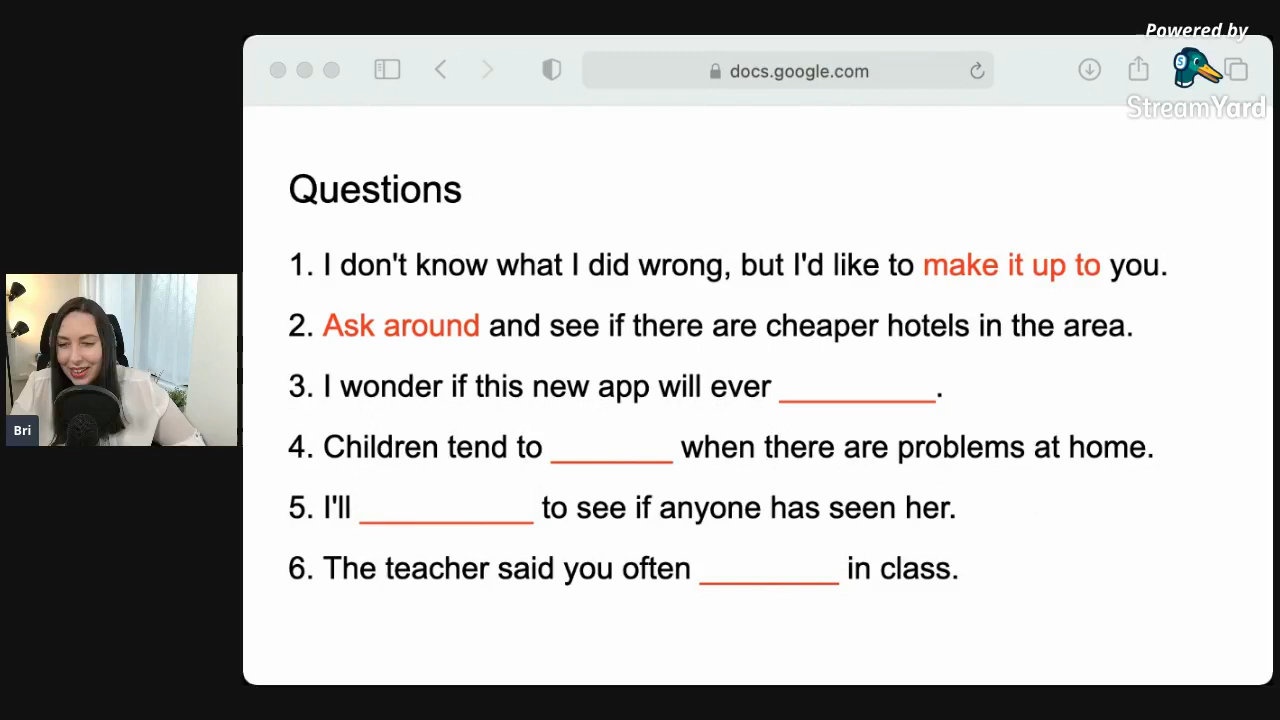 Powered by
docs.google.com
StreamYard
Questions
1. I don't know what I did wrong, but I'd like to make it up to you.
2. Ask around and see if there are cheaper hotels in the area.
3. I wonder if this new app will ever __________.
4. Children tend to ________ when there are problems at home.
5. I'll ___________ to see if anyone has seen her.
6. The teacher said you often _________ in class.
Bri